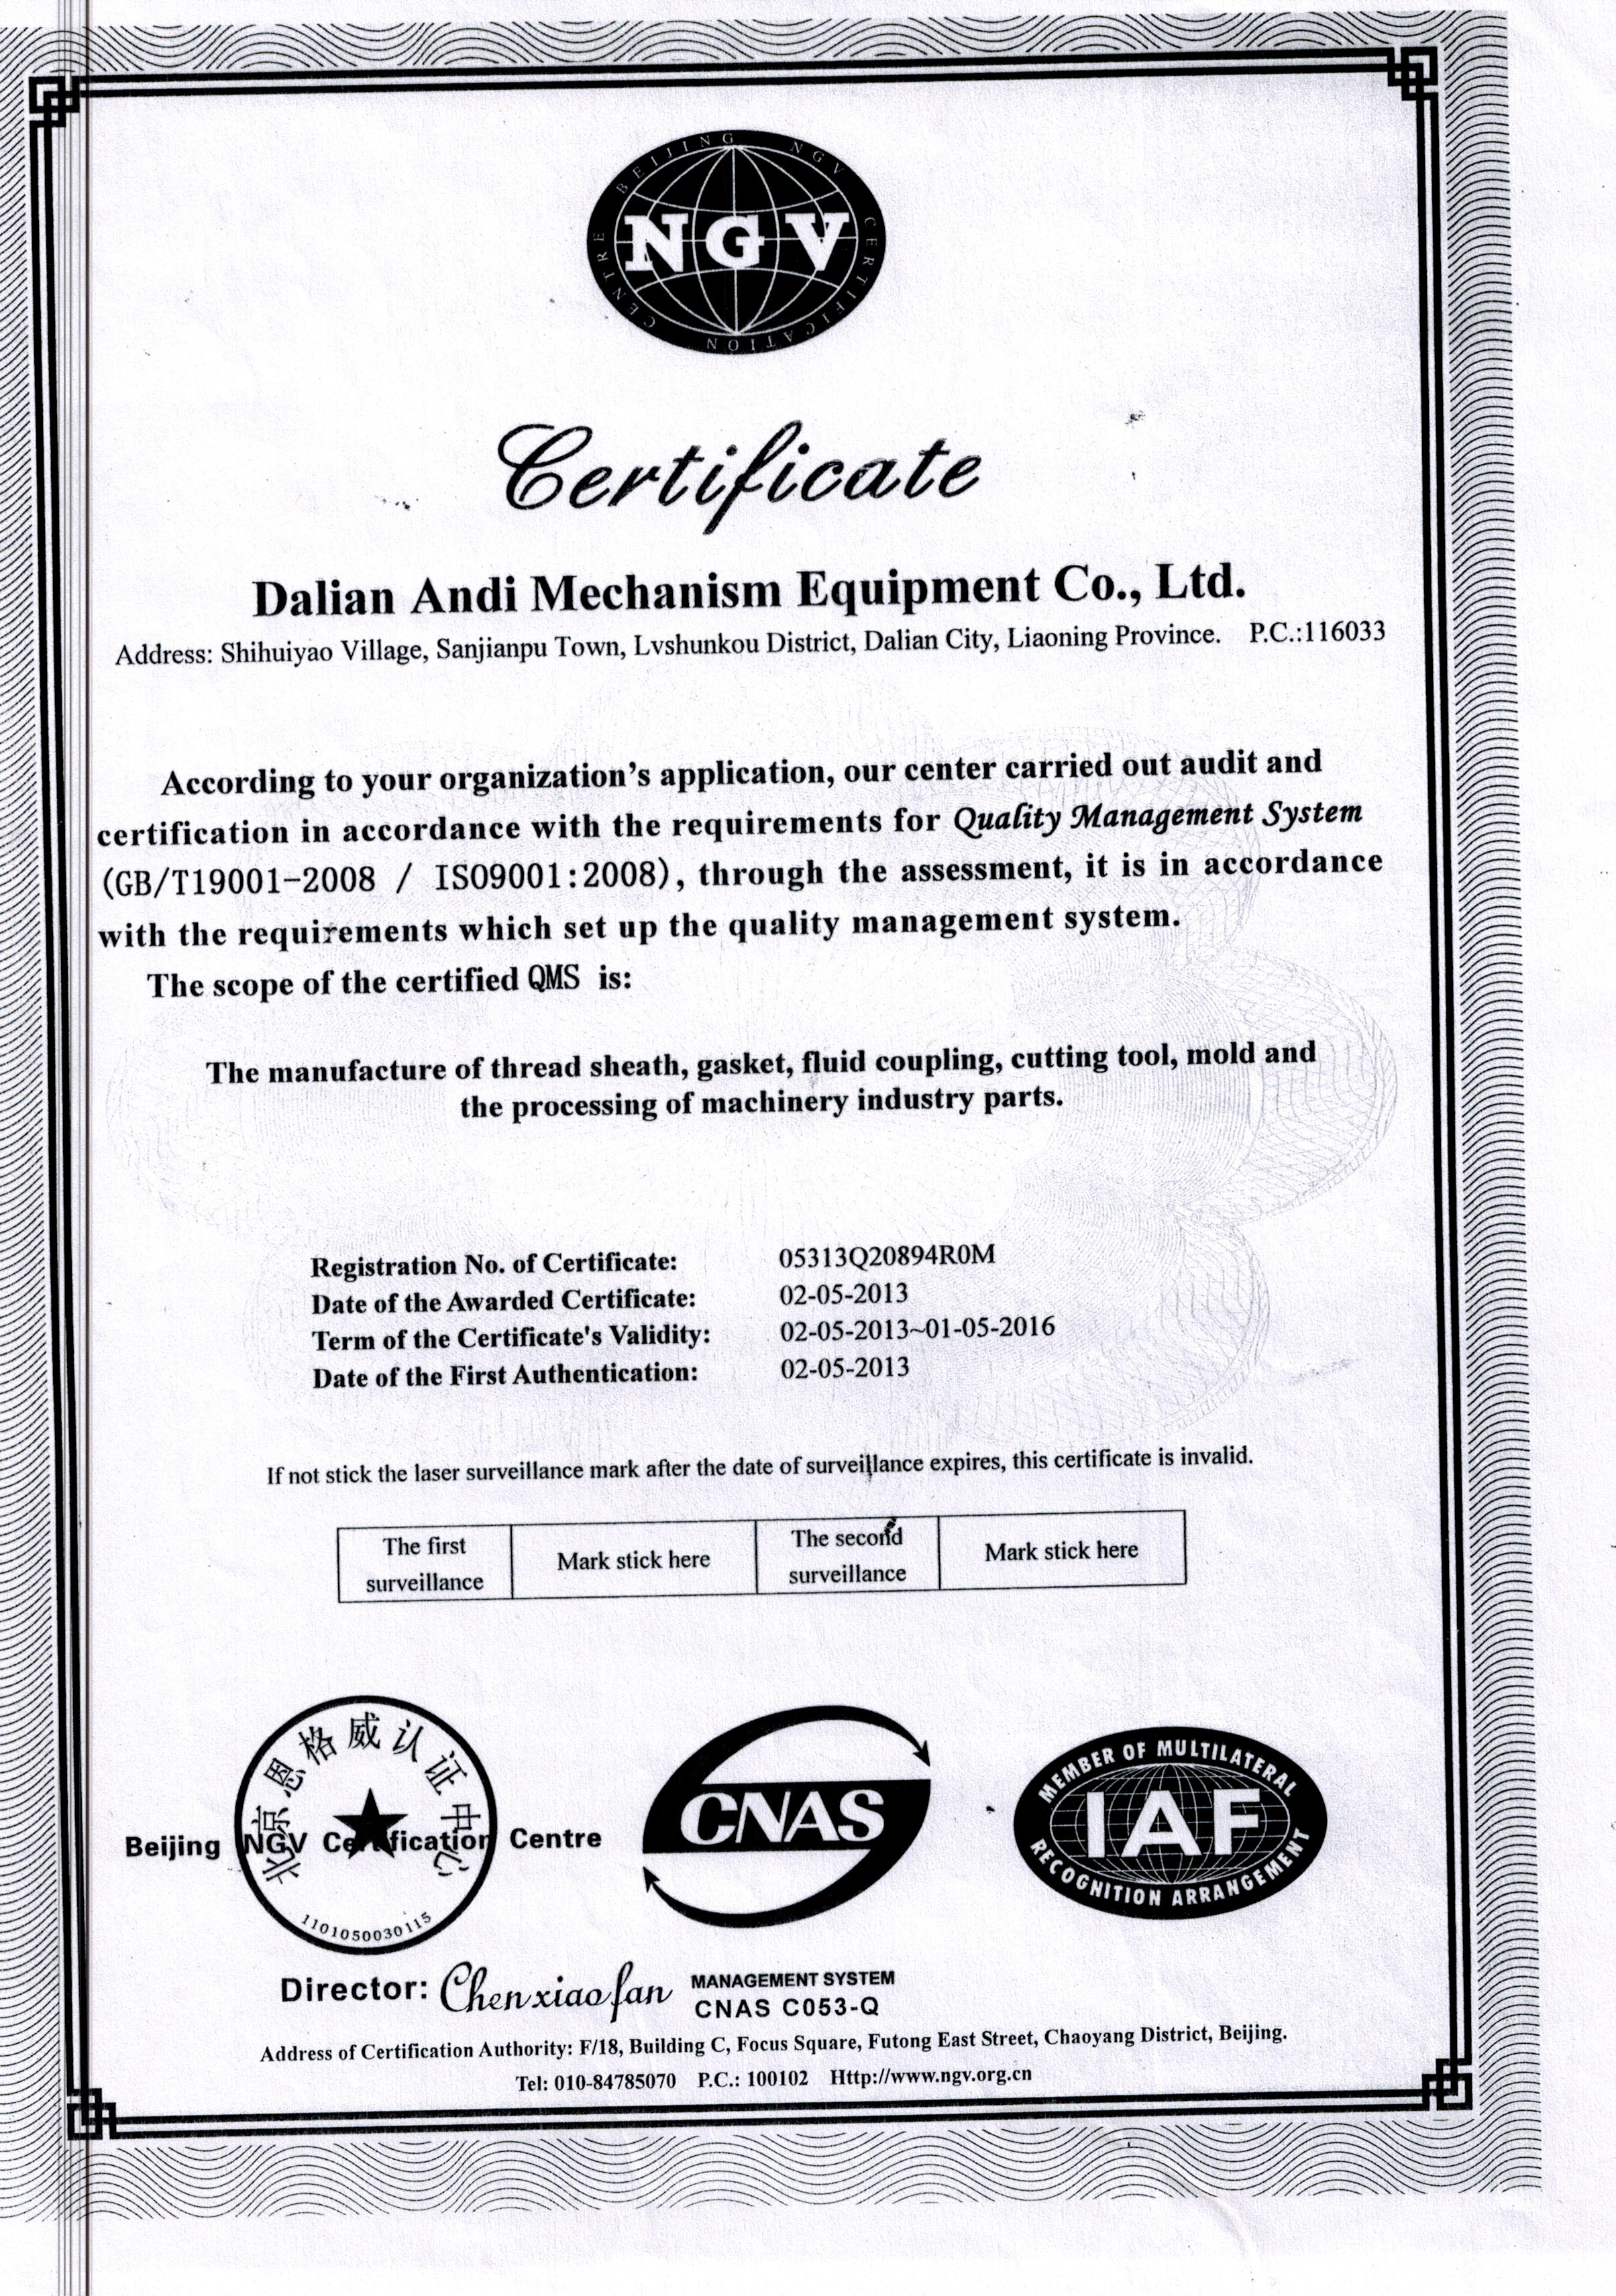 BEIJING NGV CERTIFICATION CENTRE
NGV
Certificate
Dalian Andi Mechanism Equipment Co., Ltd.
Address: Shihuiyao Village, Sanjianpu Town, Lvshunkou District, Dalian City, Liaoning Province. P.C.:116033
According to your organization's application, our center carried out audit and
certification in accordance with the requirements for Quality Management System
(GB/T19001-2008 / ISO9001:2008), through the assessment, it is in accordance
with the requirements which set up the quality management system.
The scope of the certified QMS is:
The manufacture of thread sheath, gasket, fluid coupling, cutting tool, mold and
the processing of machinery industry parts.
Registration No. of Certificate: 05313Q20894R0M
Date of the Awarded Certificate: 02-05-2013
Term of the Certificate's Validity: 02-05-2013~01-05-2016
Date of the First Authentication: 02-05-2013
If not stick the laser surveillance mark after the date of surveillance expires, this certificate is invalid.
The first surveillance
Mark stick here
The second surveillance
Mark stick here
北京恩格威认证中心
Beijing NGV Certification Centre
1101050030115
CNAS
MEMBER OF MULTILATERAL
IAF
RECOGNITION ARRANGEMENT
Director: Chenxiaofan
MANAGEMENT SYSTEM
CNAS C053-Q
Address of Certification Authority: F/18, Building C, Focus Square, Futong East Street, Chaoyang District, Beijing.
Tel: 010-84785070 P.C.: 100102 Http://www.ngv.org.cn